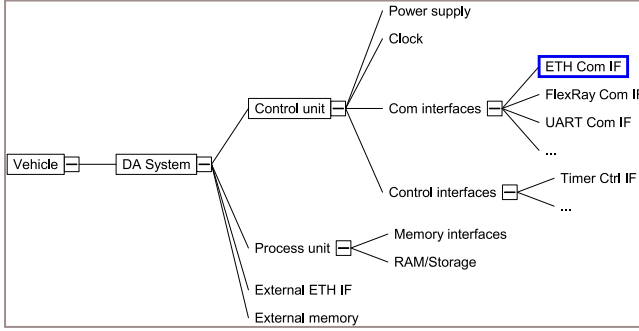 Power supply
Clock
ETH Com IF
Control unit
Com interfaces
FlexRay Com IF
UART Com IF
...
Vehicle
DA System
Control interfaces
Timer Ctrl IF
...
Process unit
Memory interfaces
RAM/Storage
External ETH IF
External memory